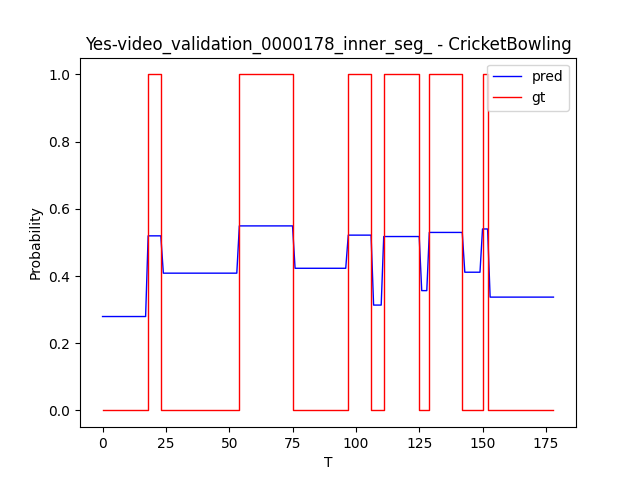 Yes-video_validation_0000178_inner_seg_ - CricketBowling
pred
gt
1.0
0.8
0.6
0.4
0.2
0.0
Probability
0 25 50 75 100 125 150 175
T